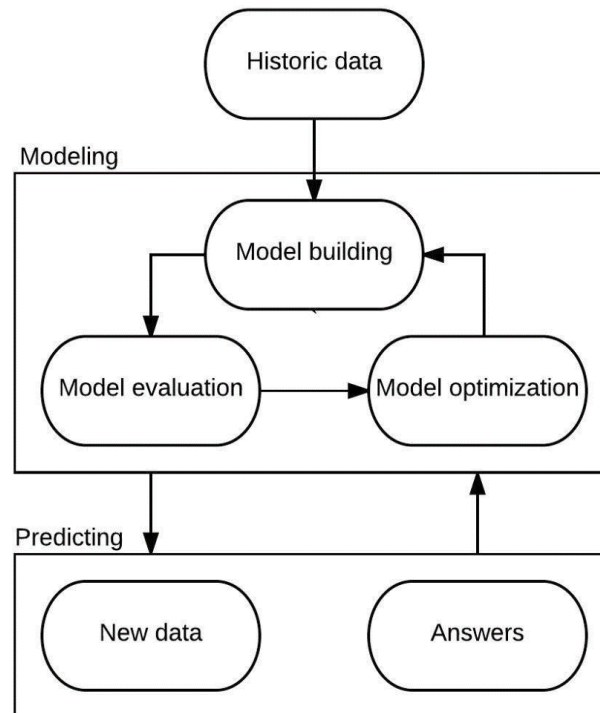 Historic data
Modeling
Model building
Model evaluation
Model optimization
Predicting
New data
Answers